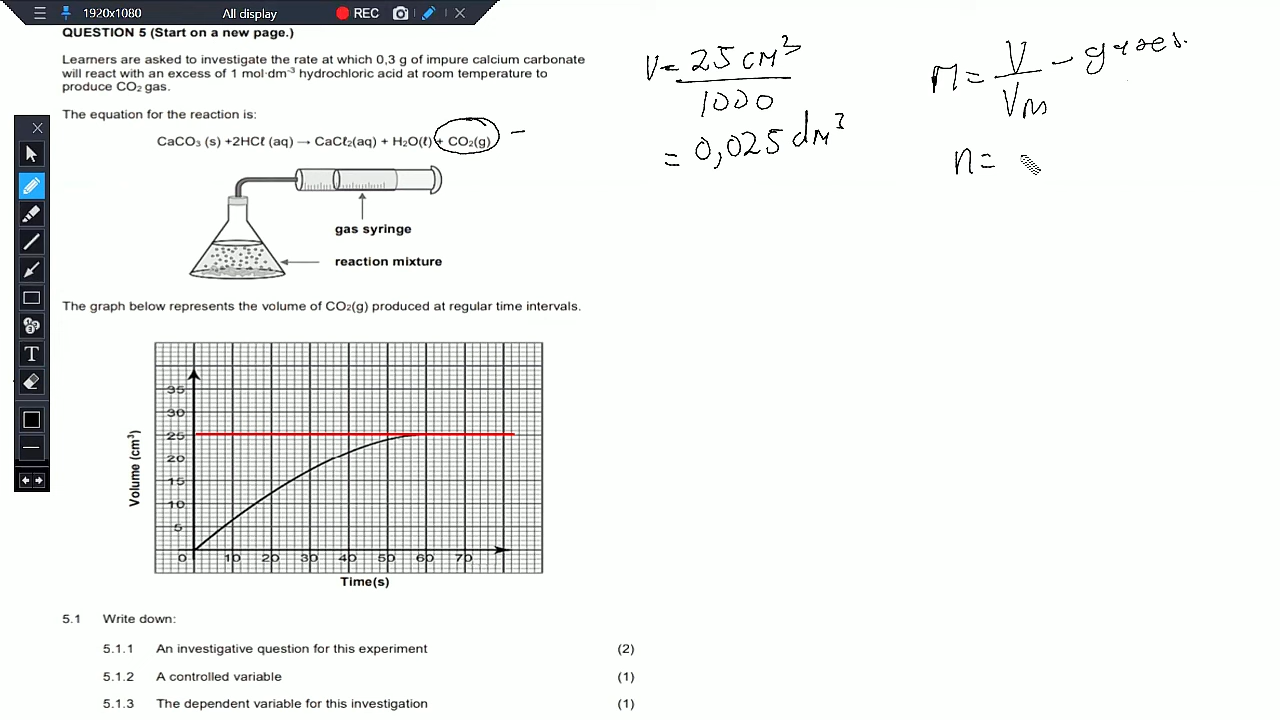 1920x1080 All display REC
QUESTION 5 (Start on a new page.)
Learners are asked to investigate the rate at which 0,3 g of impure calcium carbonate
will react with an excess of 1 mol·dm⁻³ hydrochloric acid at room temperature to
produce CO₂ gas.
The equation for the reaction is:
CaCO₃ (s) +2HCℓ (aq) → CaCℓ₂(aq) + H₂O(ℓ) + CO₂(g)
gas syringe
reaction mixture
The graph below represents the volume of CO₂(g) produced at regular time intervals.
35
30
25
20
15
10
5
0 10 20 30 40 50 60 70
Volume (cm³)
Time(s)
5.1 Write down:
5.1.1 An investigative question for this experiment (2)
5.1.2 A controlled variable (1)
5.1.3 The dependent variable for this investigation (1)
V = 25 cm³
1000
= 0,025 dm³
n = V – gases.
Vm
n =
T